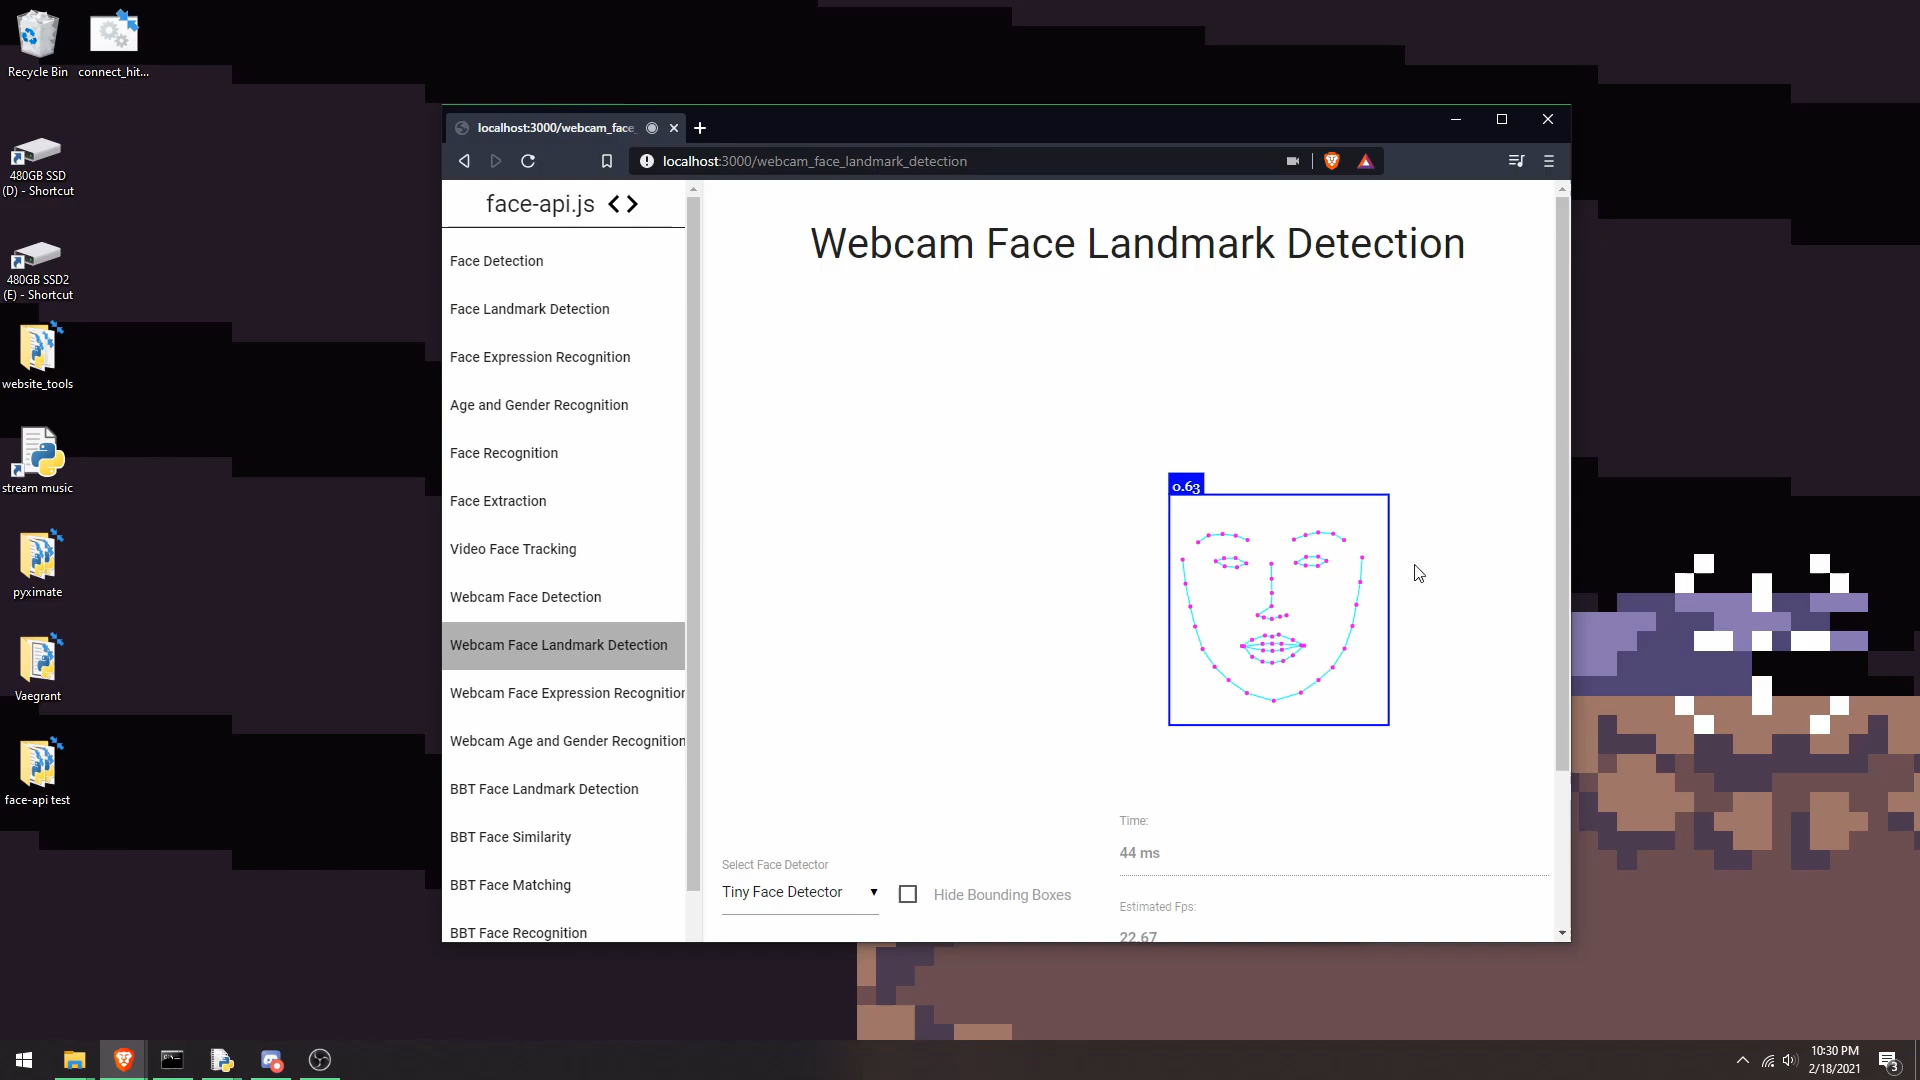 Recycle Bin
connect_hit...
480GB SSD
(D) - Shortcut
480GB SSD2
(E) - Shortcut
website_tools
stream music
pyximate
Vaegrant
face-api test
localhost:3000/webcam_face_
localhost:3000/webcam_face_landmark_detection
face-api.js
Face Detection
Face Landmark Detection
Face Expression Recognition
Age and Gender Recognition
Face Recognition
Face Extraction
Video Face Tracking
Webcam Face Detection
Webcam Face Landmark Detection
Webcam Face Expression Recognition
Webcam Age and Gender Recognition
BBT Face Landmark Detection
BBT Face Similarity
BBT Face Matching
BBT Face Recognition
Webcam Face Landmark Detection
0.63
Select Face Detector
Tiny Face Detector
Hide Bounding Boxes
Time:
44 ms
Estimated Fps:
22.67
10:30 PM
2/18/2021
3